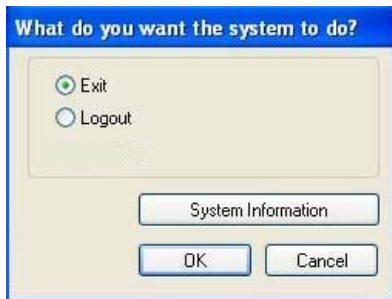 What do you want the system to do?
Exit
Logout
System Information
OK Cancel